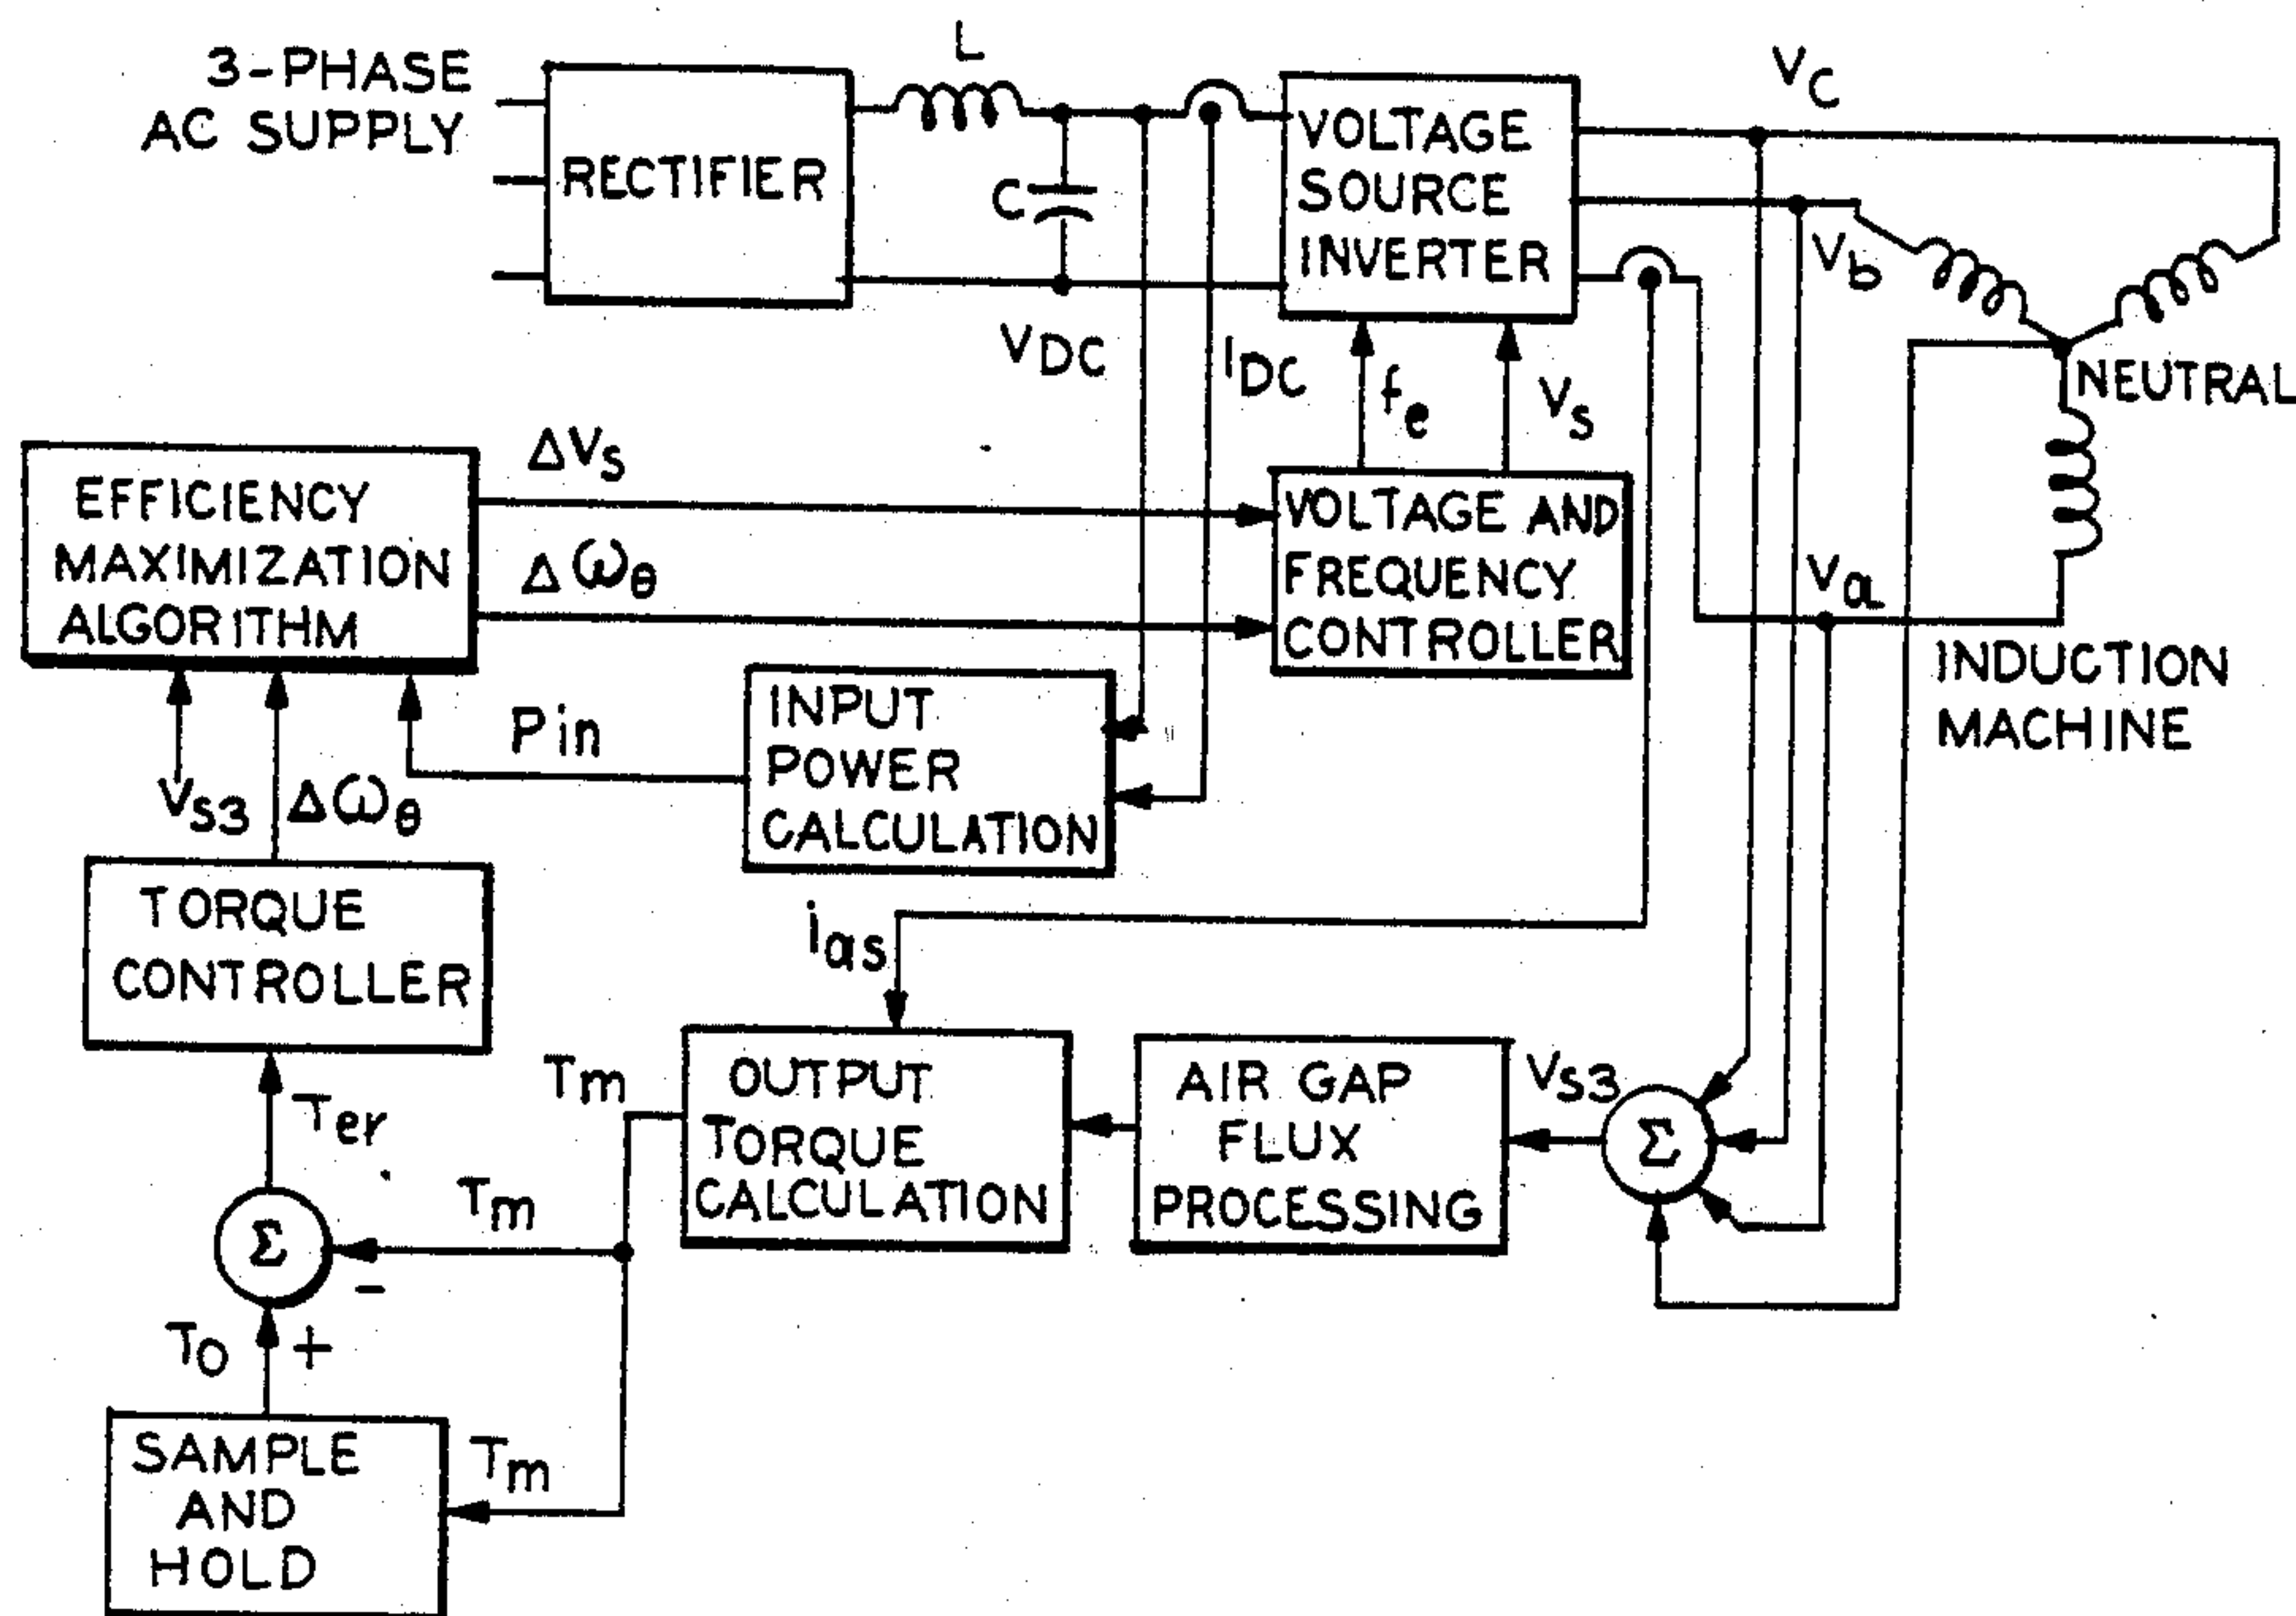 3-PHASE
AC SUPPLY
RECTIFIER
L
C
VOLTAGE
SOURCE
INVERTER
Vc
Vb
NEUTRAL
VDC
IDC
fe
Vs
EFFICIENCY
MAXIMIZATION
ALGORITHM
ΔVs
Δωθ
VOLTAGE AND
FREQUENCY
CONTROLLER
Va
INDUCTION
MACHINE
INPUT
POWER
CALCULATION
Pin
Vs3
Δωθ
TORQUE
CONTROLLER
ias
Tm
OUTPUT
TORQUE
CALCULATION
AIR GAP
FLUX
PROCESSING
Vs3
Σ
Ter
Σ
Tm
-
To
+
SAMPLE
AND
HOLD
Tm